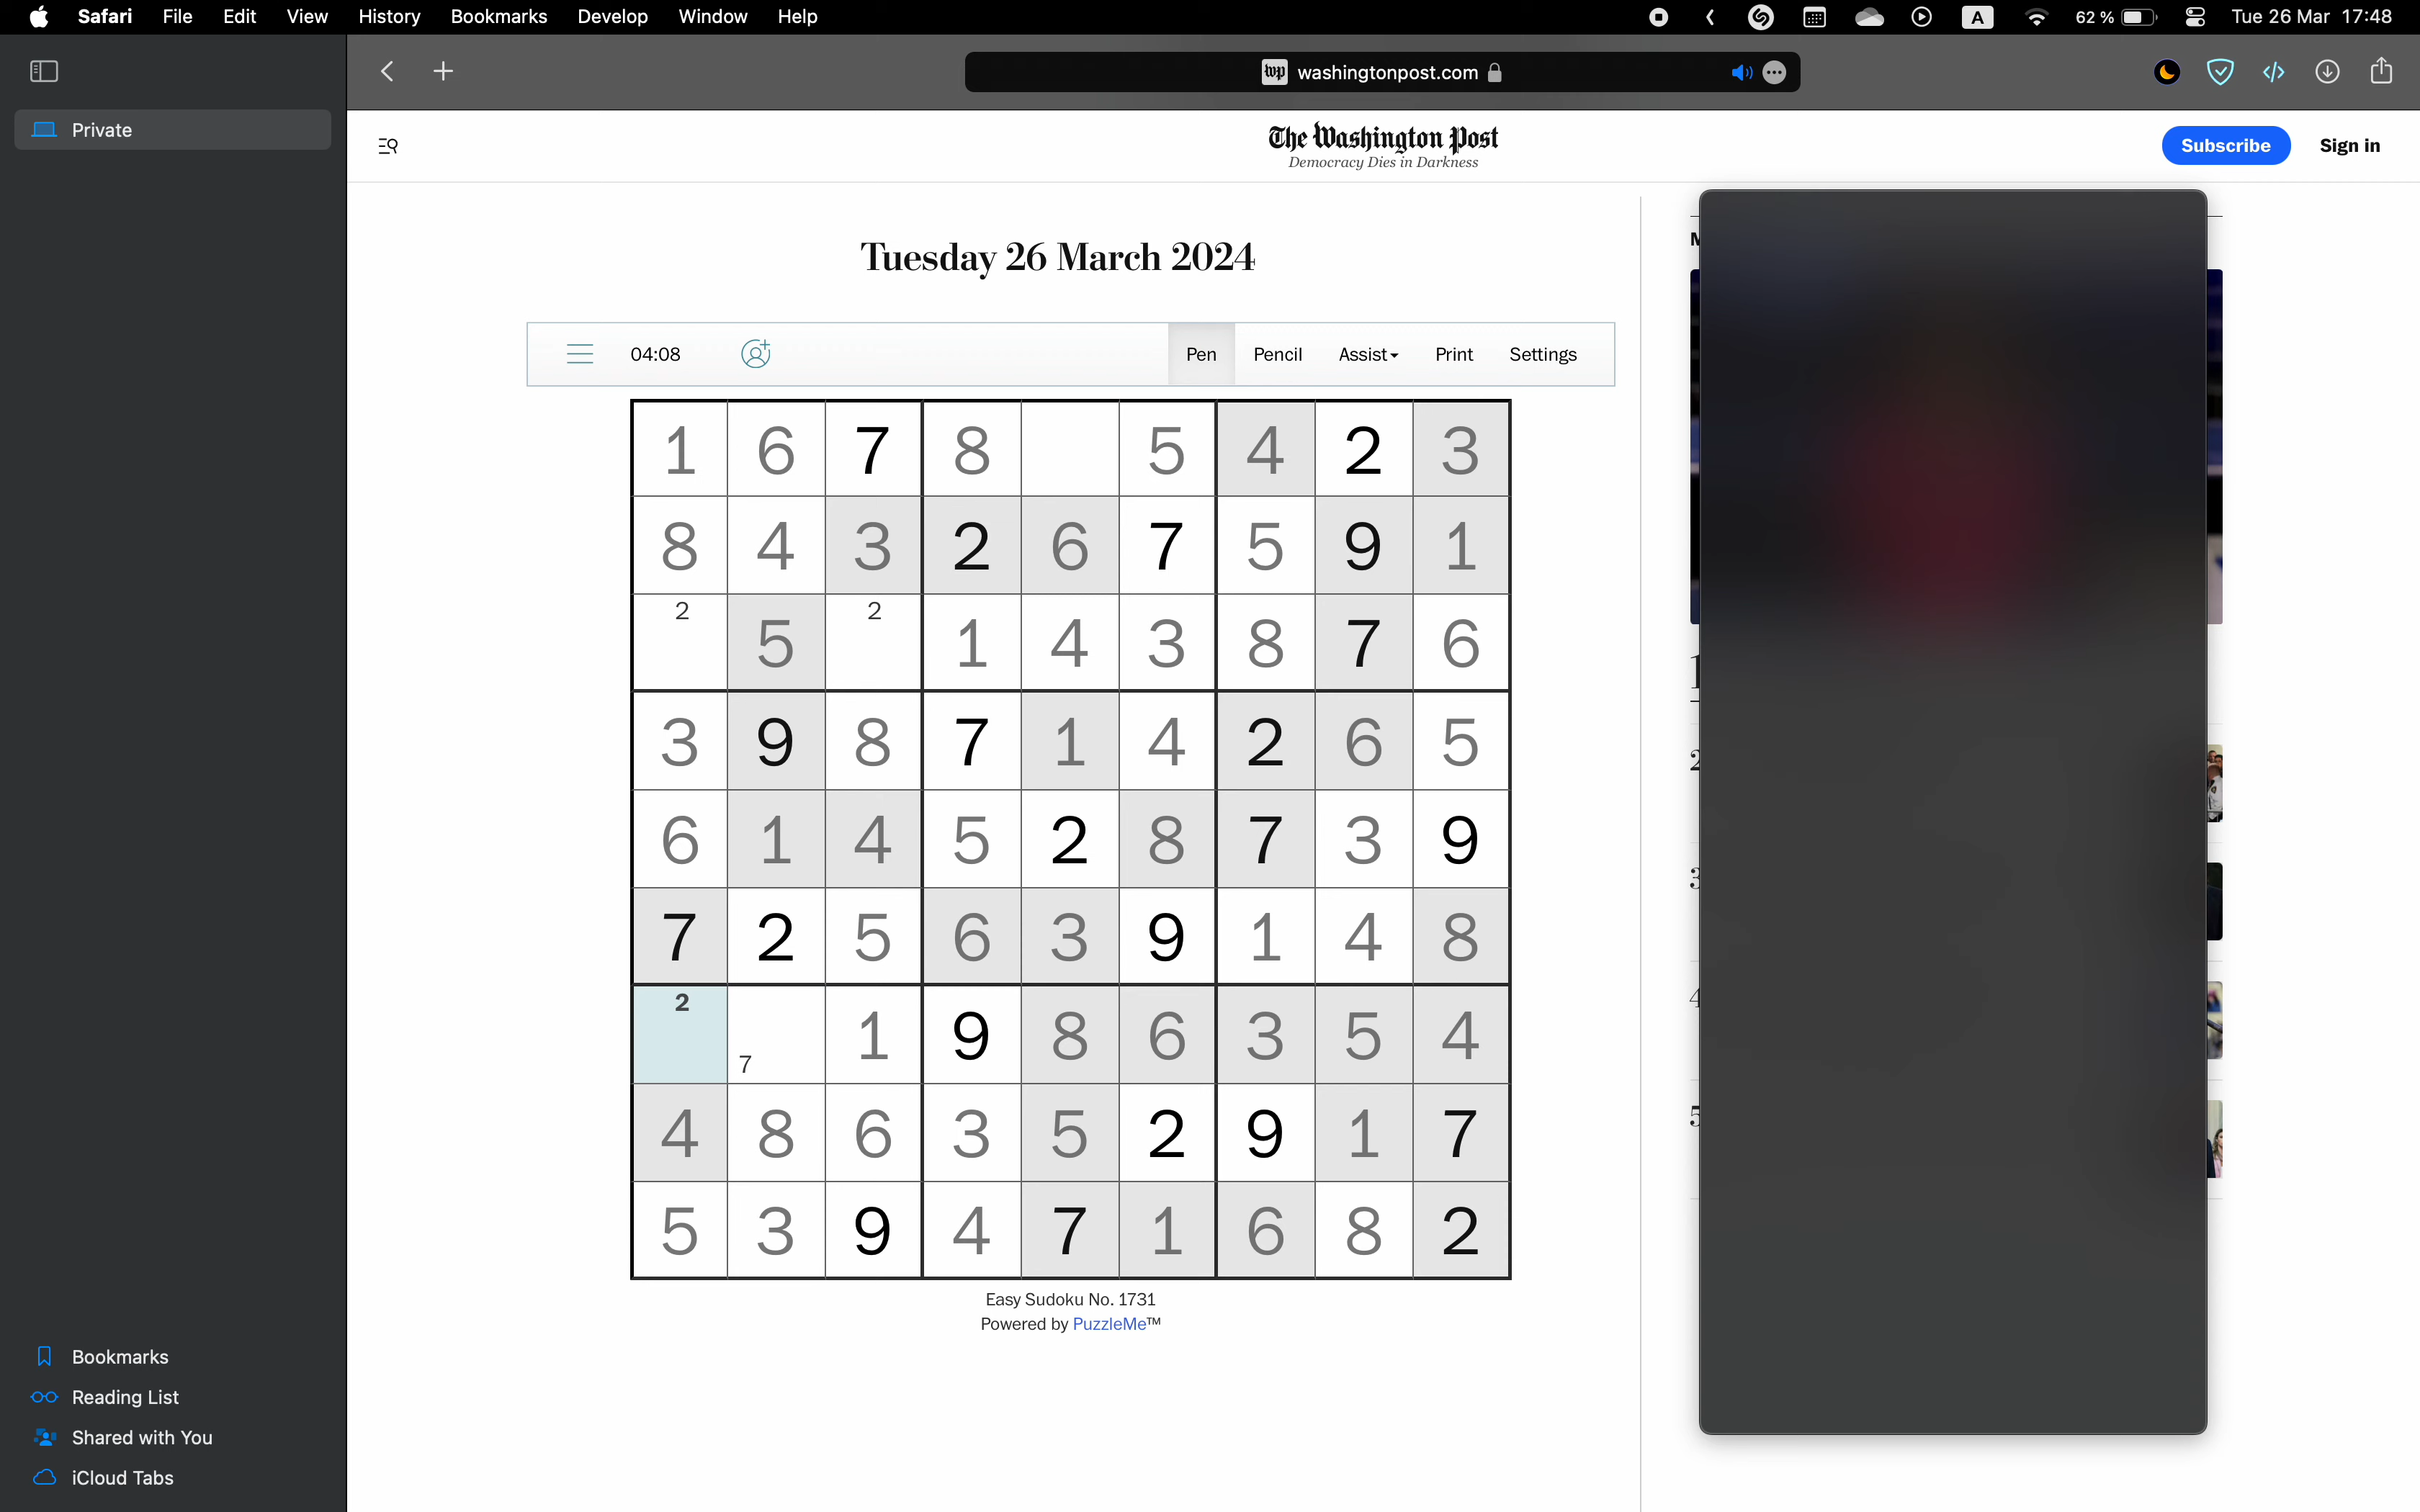 Safari File Edit View History Bookmarks Develop Window Help A 62 % Tue 26 Mar 17:48
wp washingtonpost.com
Private
The Washington Post
Democracy Dies in Darkness
Subscribe Sign in
Tuesday 26 March 2024
04:08 Pen Pencil Assist Print Settings
1 6 7 8 5 4 2 3
8 4 3 2 6 7 5 9 1
2 5 2 1 4 3 8 7 6
3 9 8 7 1 4 2 6 5
6 1 4 5 2 8 7 3 9
7 2 5 6 3 9 1 4 8
2 7 1 9 8 6 3 5 4
4 8 6 3 5 2 9 1 7
5 3 9 4 7 1 6 8 2
Easy Sudoku No. 1731
Powered by PuzzleMe™
1
2
3
4
5
Bookmarks
Reading List
Shared with You
iCloud Tabs